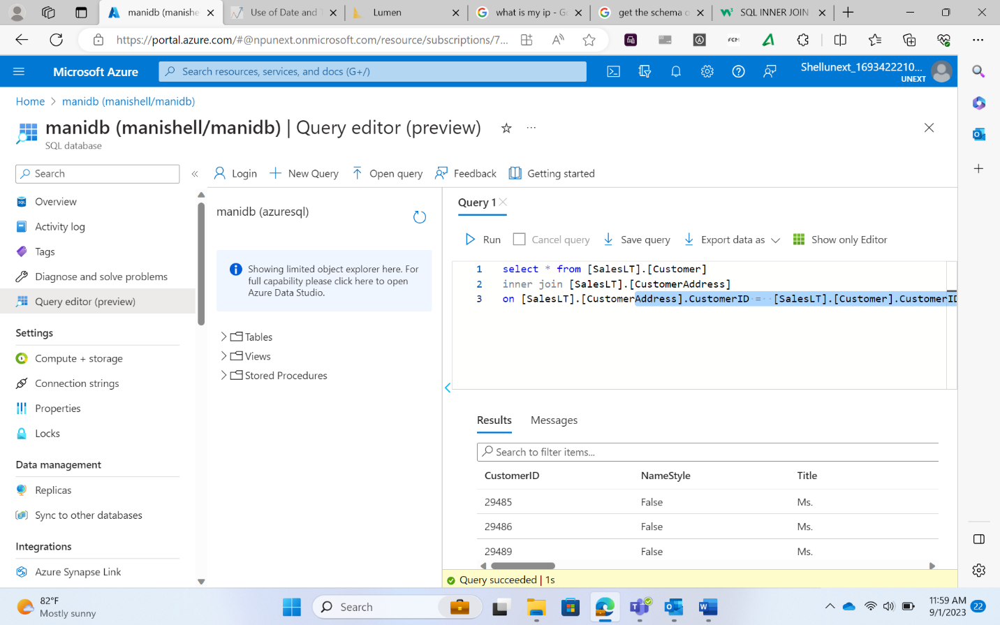 manidb (manishe
Use of Date and T
Lumen
what is my ip - G
get the schema o
SQL INNER JOIN
https://portal.azure.com/#@npunext.onmicrosoft.com/resource/subscriptions/7...
FCM
Microsoft Azure
Search resources, services, and docs (G+/)
Shellunext_1693422210...
UNEXT
Home > manidb (manishell/manidb)
manidb (manishell/manidb) | Query editor (preview)
SQL database
Search
Login
New Query
Open query
Feedback
Getting started
Overview
Activity log
Tags
Diagnose and solve problems
Query editor (preview)
Settings
Compute + storage
Connection strings
Properties
Locks
Data management
Replicas
Sync to other databases
Integrations
Azure Synapse Link
manidb (azuresql)
Showing limited object explorer here. For
full capability please click here to open
Azure Data Studio.
Tables
Views
Stored Procedures
Query 1
Run
Cancel query
Save query
Export data as
Show only Editor
1 select * from [SalesLT].[Customer]
2 inner join [SalesLT].[CustomerAddress]
3 on [SalesLT].[CustomerAddress].CustomerID = [SalesLT].[Customer].CustomerID
Results
Messages
Search to filter items...
CustomerID NameStyle Title
29485 False Ms.
29486 False Ms.
29489 False Ms.
Query succeeded | 1s
82°F
Mostly sunny
Search
11:59 AM
9/1/2023
22